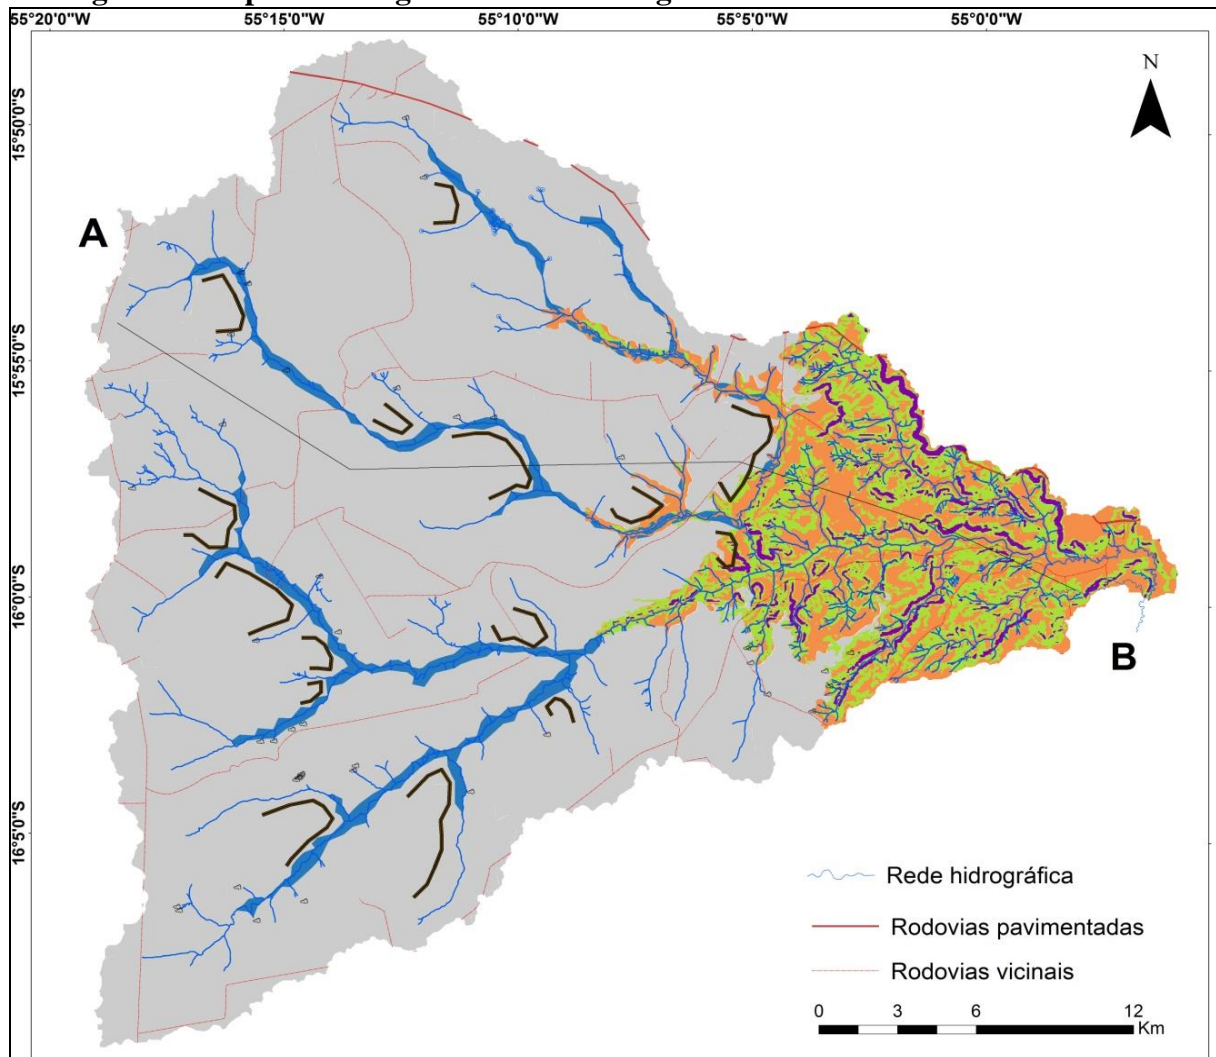 55°20'0"W 55°15'0"W 55°10'0"W 55°5'0"W 55°0'0"W
N
15°50'0"S
A
15°55'0"S
16°0'0"S
B
16°5'0"S
Rede hidrográfica
Rodovias pavimentadas
Rodovias vicinais
0 3 6 12
Km